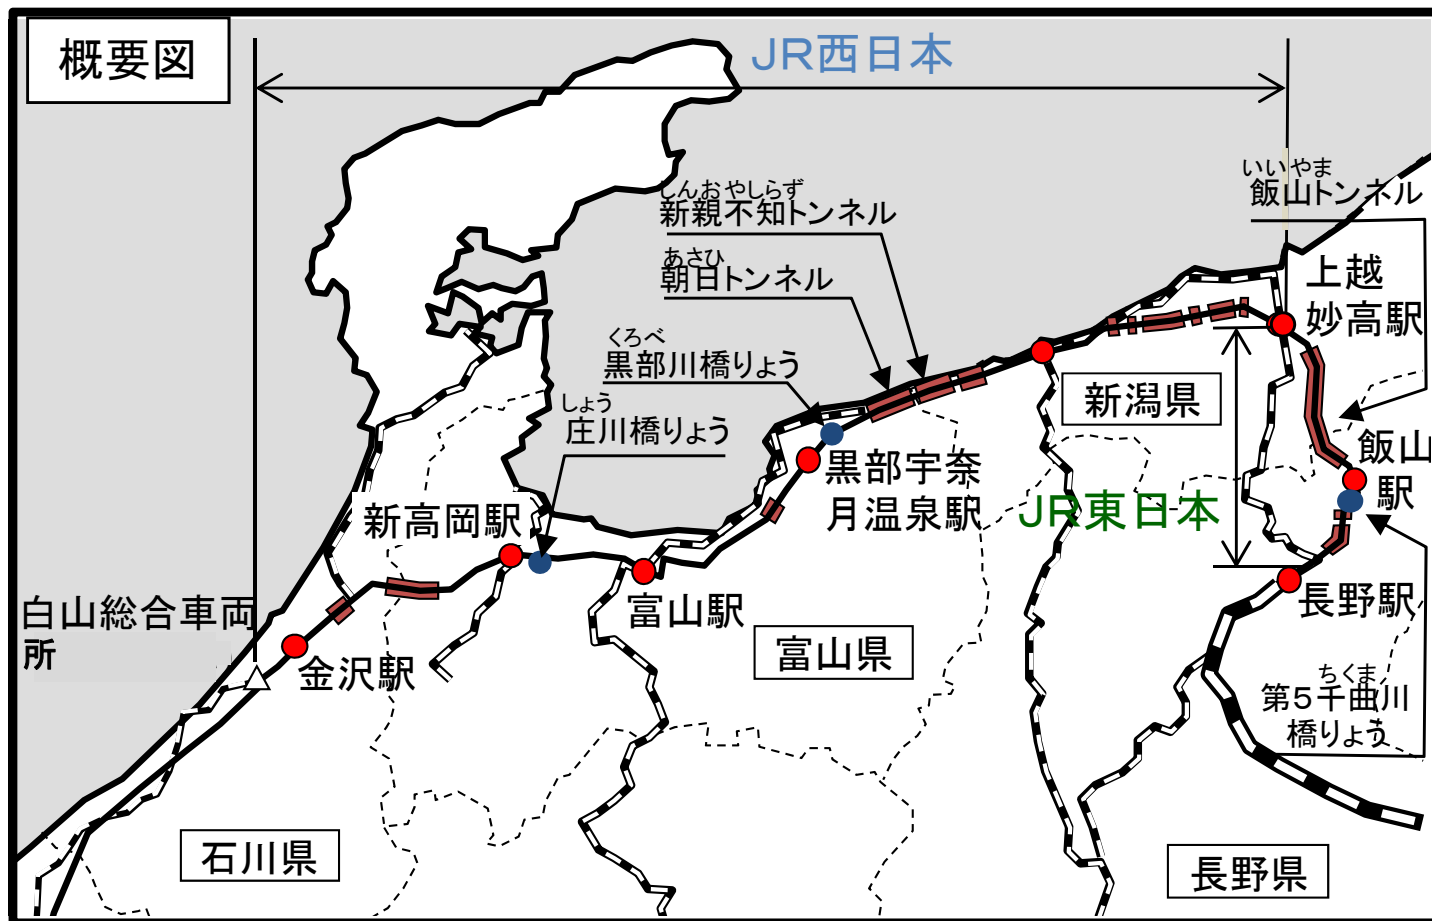 概要図
JR西日本
いいやま
飯山トンネル
しんおやしらず
新親不知トンネル
あさひ
朝日トンネル
上越
妙高駅
くろべ
黒部川橋りょう
しょう
庄川橋りょう
新潟県
飯山
駅
黒部宇奈
月温泉駅
JR東日本
新高岡駅
白山総合車両
所
富山駅
長野駅
金沢駅
富山県
ちくま
第5千曲川
橋りょう
石川県
長野県